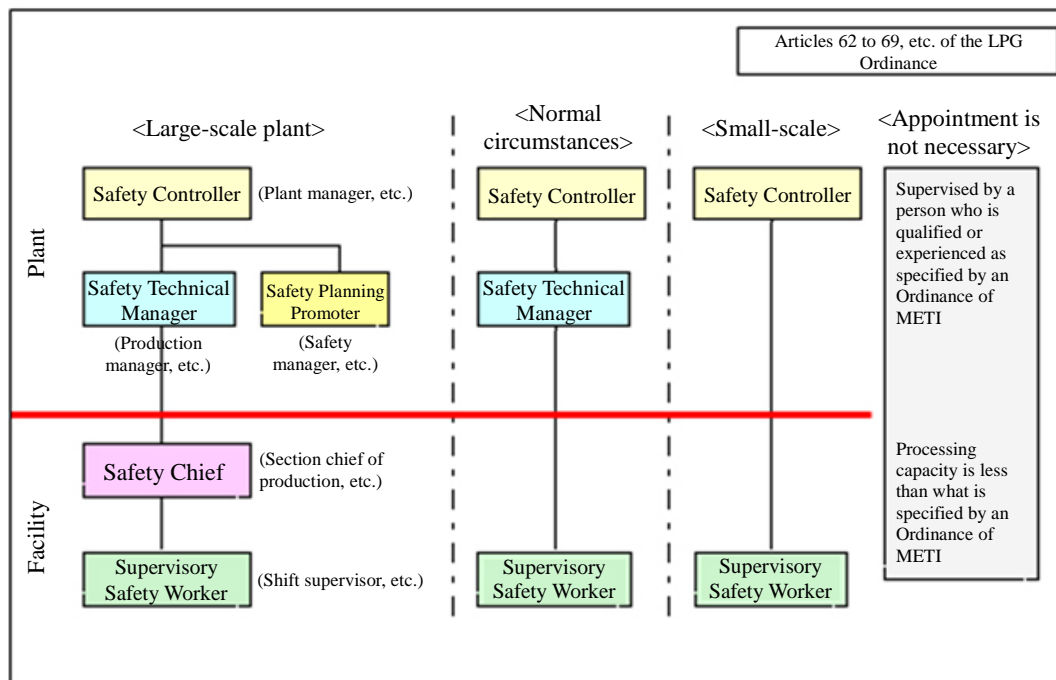 Articles 62 to 69, etc. of the LPG
Ordinance
<Large-scale plant>
<Normal
circumstances>
<Small-scale>
<Appointment is
not necessary>
Plant
Safety Controller
(Plant manager, etc.)
Safety Technical
Manager
(Production
manager, etc.)
Safety Planning
Promoter
(Safety
manager, etc.)
Safety Controller
Safety Technical
Manager
Safety Controller
Supervised by a
person who is
qualified or
experienced as
specified by an
Ordinance of
METI
Facility
Safety Chief
(Section chief of
production, etc.)
Supervisory
Safety Worker
(Shift supervisor, etc.)
Supervisory
Safety Worker
Supervisory
Safety Worker
Processing
capacity is less
than what is
specified by an
Ordinance of
METI